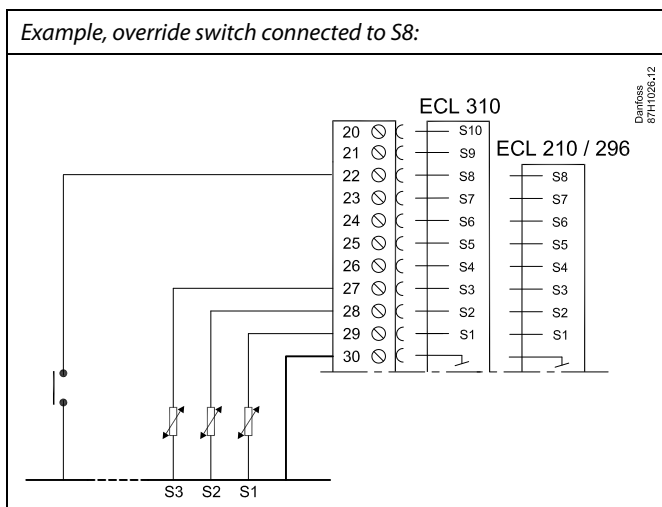 Example, override switch connected to S8:
Danfoss
87H1026.12
ECL 310
ECL 210 / 296
20 S10
21 S9
22 S8 S8
23 S7 S7
24 S6 S6
25 S5 S5
26 S4 S4
27 S3 S3
28 S2 S2
29 S1 S1
30
S3 S2 S1